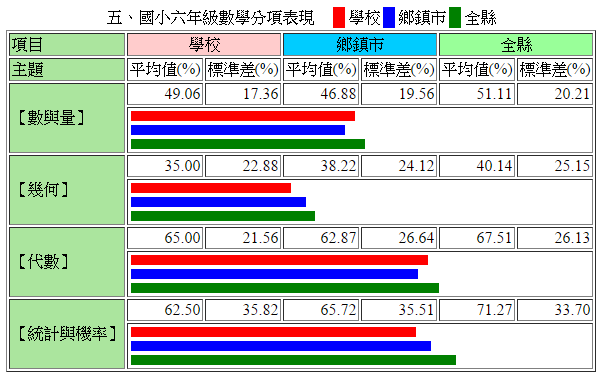 五、國小六年級數學分項表現 學校 鄉鎮市 全縣
項目 學校 鄉鎮市 全縣
主題 平均值(%) 標準差(%) 平均值(%) 標準差(%) 平均值(%) 標準差(%)
【數與量】 49.06 17.36 46.88 19.56 51.11 20.21
【幾何】 35.00 22.88 38.22 24.12 40.14 25.15
【代數】 65.00 21.56 62.87 26.64 67.51 26.13
【統計與機率】 62.50 35.82 65.72 35.51 71.27 33.70